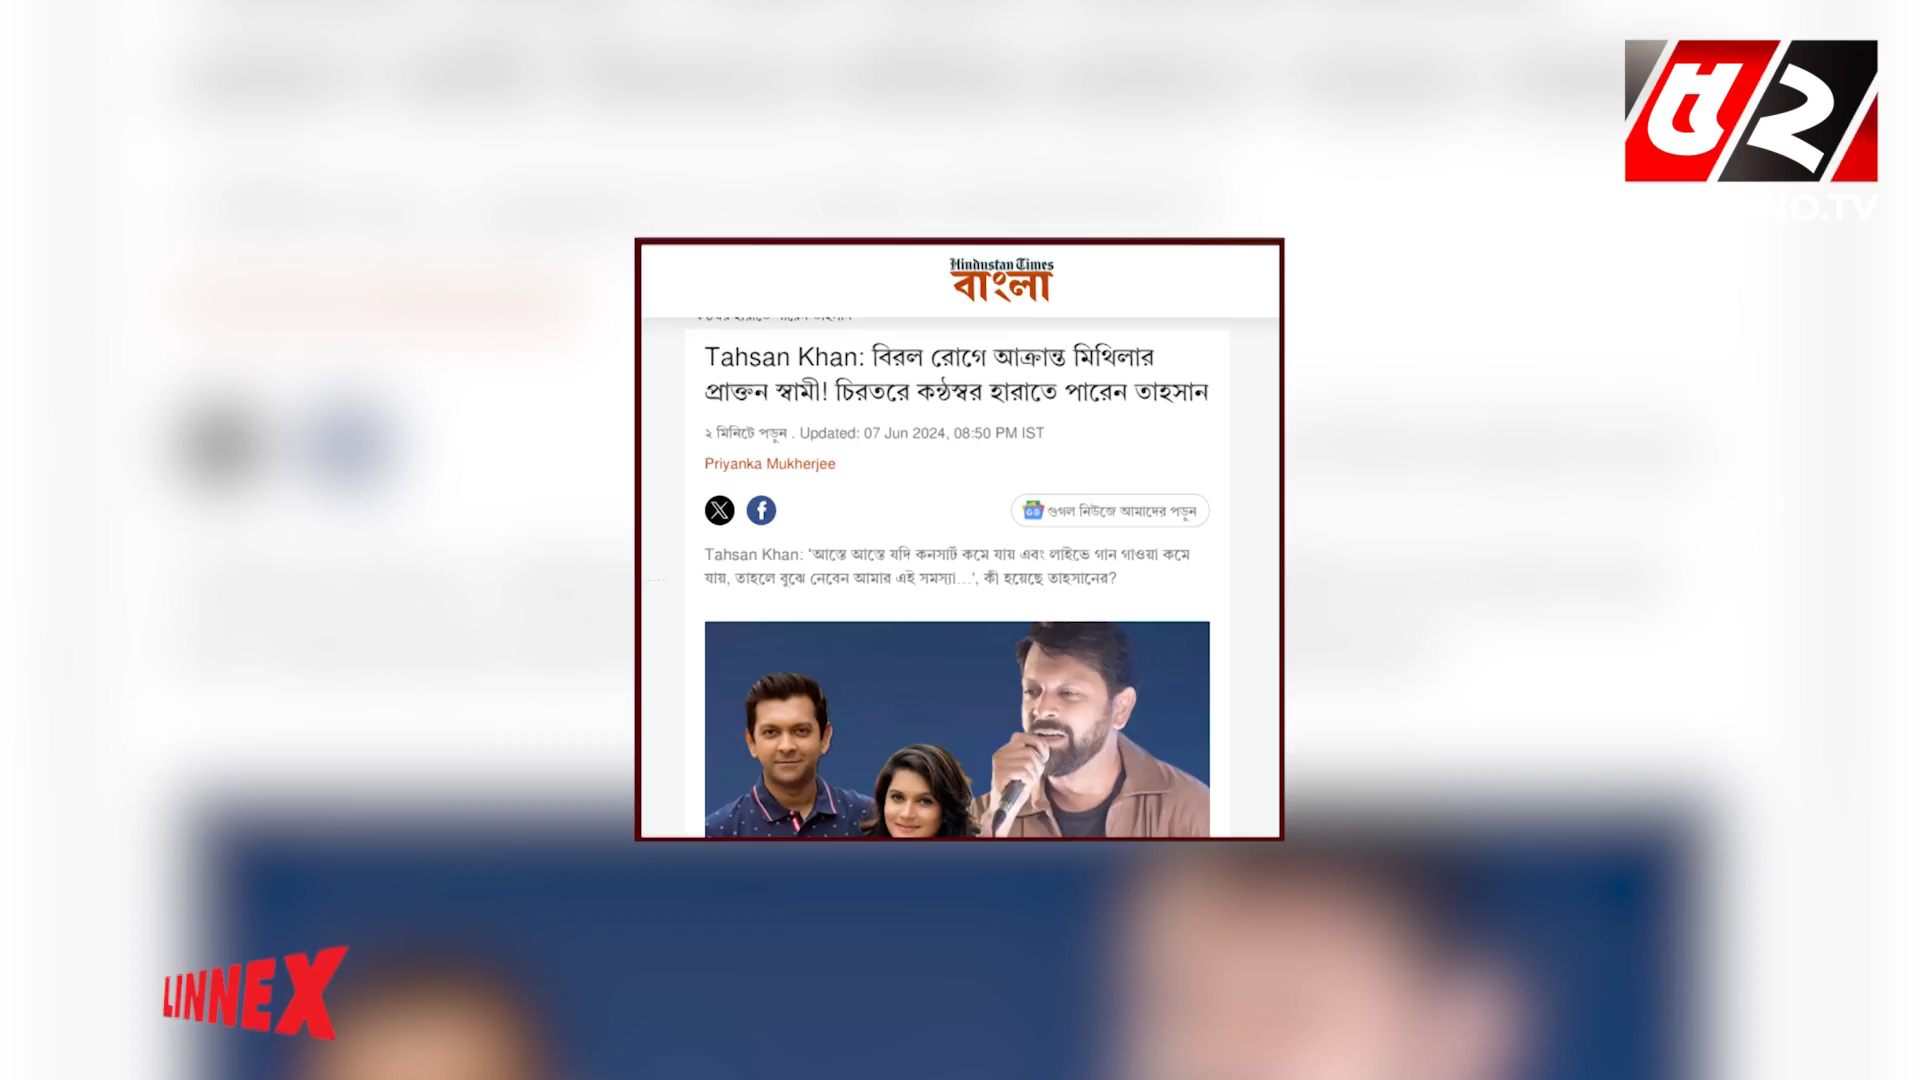 Hindustan Times
বাংলা
Tahsan Khan: বিরল রোগে আক্রান্ত মিথিলার
প্রাক্তন স্বামী! চিরতরে কন্ঠস্বর হারাতে পারেন তাহসান
২ মিনিটে পড়ুন . Updated: 07 Jun 2024, 08:50 PM IST
Priyanka Mukherjee
গুগল নিউজে আমাদের পড়ুন
Tahsan Khan: ‘আস্তে আস্তে যদি কনসার্ট কমে যায় এবং লাইভে গান গাওয়া কমে
যায়, তাহলে বুঝে নেবেন আমার এই সমস্যা...’, কী হয়েছে তাহসানের?
LINNEX